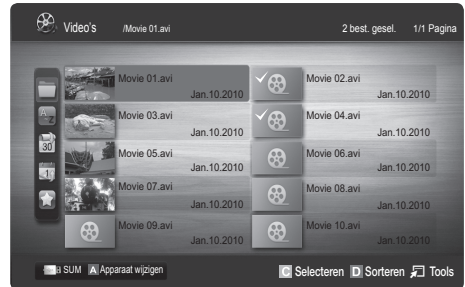 Video's /Movie 01.avi 2 best. gesel. 1/1 Pagina
Movie 01.avi Movie 02.avi
Jan.10.2010 Jan.10.2010
Movie 03.avi Movie 04.avi
Jan.10.2010 Jan.10.2010
30 Movie 05.avi Movie 06.avi
Jan.10.2010 Jan.10.2010
1 Movie 07.avi Movie 08.avi
Jan.10.2010 Jan.10.2010
Movie 09.avi Movie 10.avi
Jan.10.2010 Jan.10.2010
SUM A Apparaat wijzigen C Selecteren D Sorteren Tools